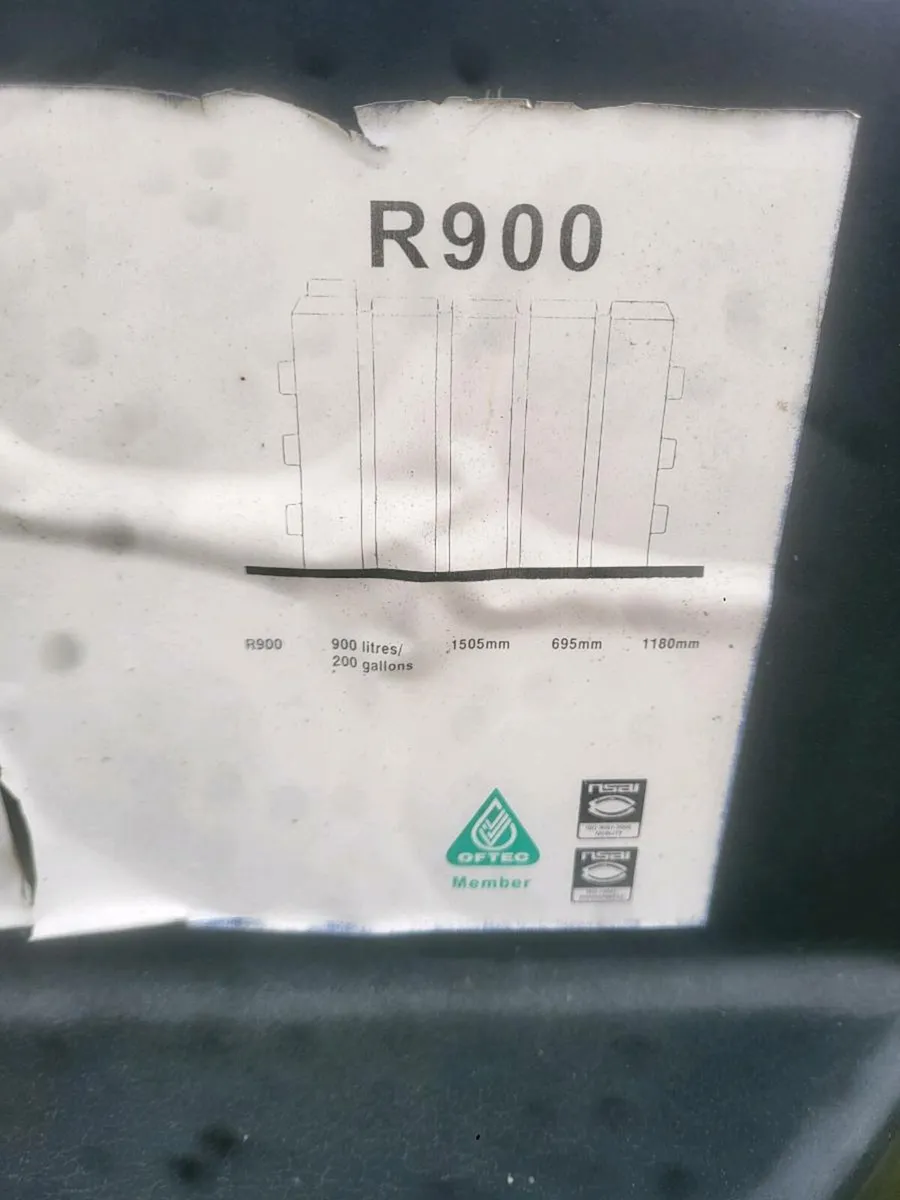 R900
R900 900 litres/ 1505mm 695mm 1180mm
200 gallons
OFTEC
Member
nsai
nsai